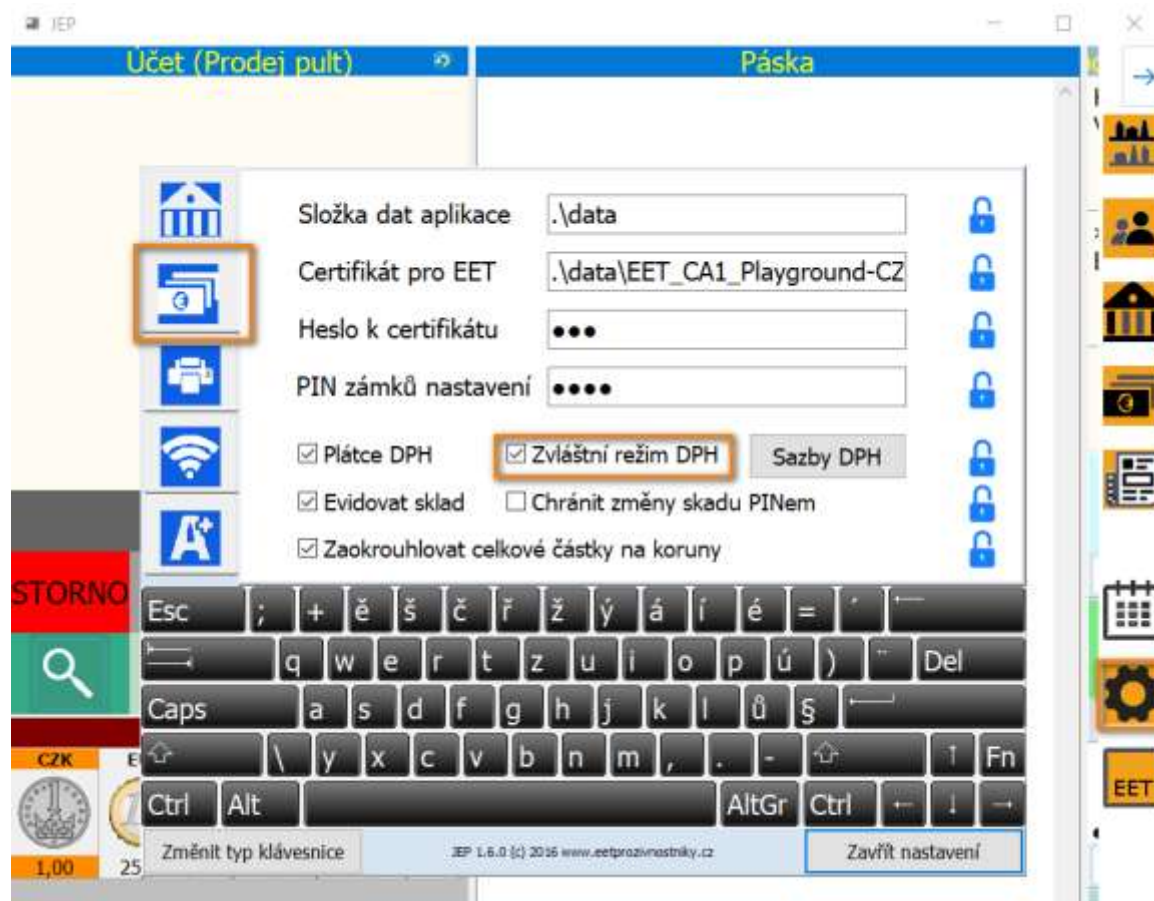 JEP
Účet (Prodej pult)
Páska
Složka dat aplikace
.\data
Certifikát pro EET
.\data\EET_CA1_Playground-CZ
Heslo k certifikátu
●●●
PIN zámků nastavení
●●●●
Plátce DPH
Zvláštní režim DPH
Sazby DPH
Evidovat sklad
Chránit změny skadu PINem
Zaokrouhlovat celkové částky na koruny
STORNO
Esc ; + ě š č ř ž ý á í é = ´
q w e r t z u i o p ú ) ¨ Del
Caps a s d f g h j k l ů §
\ y x c v b n m , . - ↑ Fn
Ctrl Alt AltGr Ctrl ← ↓ →
CZK
1,00
25
EET
Změnit typ klávesnice
JEP 1.6.0 (c) 2016 www.eetprozivnostniky.cz
Zavřít nastavení